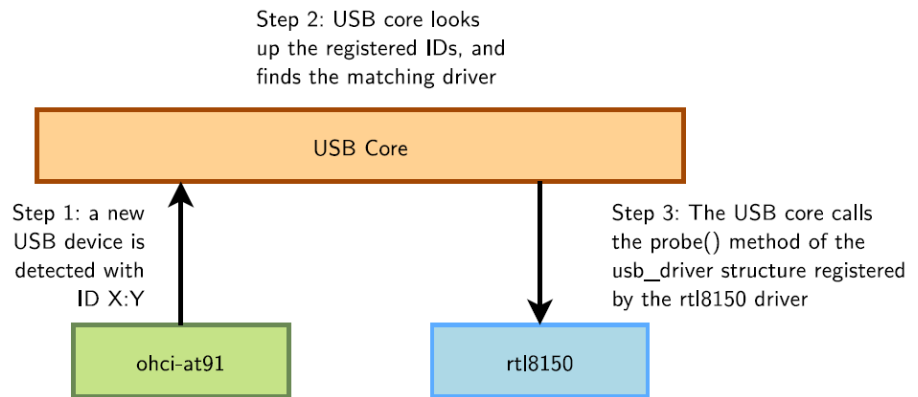 Step 2: USB core looks
up the registered IDs, and
finds the matching driver
USB Core
Step 1: a new
USB device is
detected with
ID X:Y
Step 3: The USB core calls
the probe() method of the
usb_driver structure registered
by the rtl8150 driver
ohci-at91
rtl8150